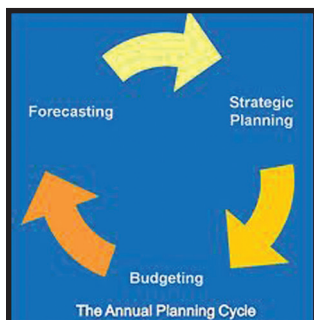 Forecasting
Strategic
Planning
Budgeting
The Annual Planning Cycle